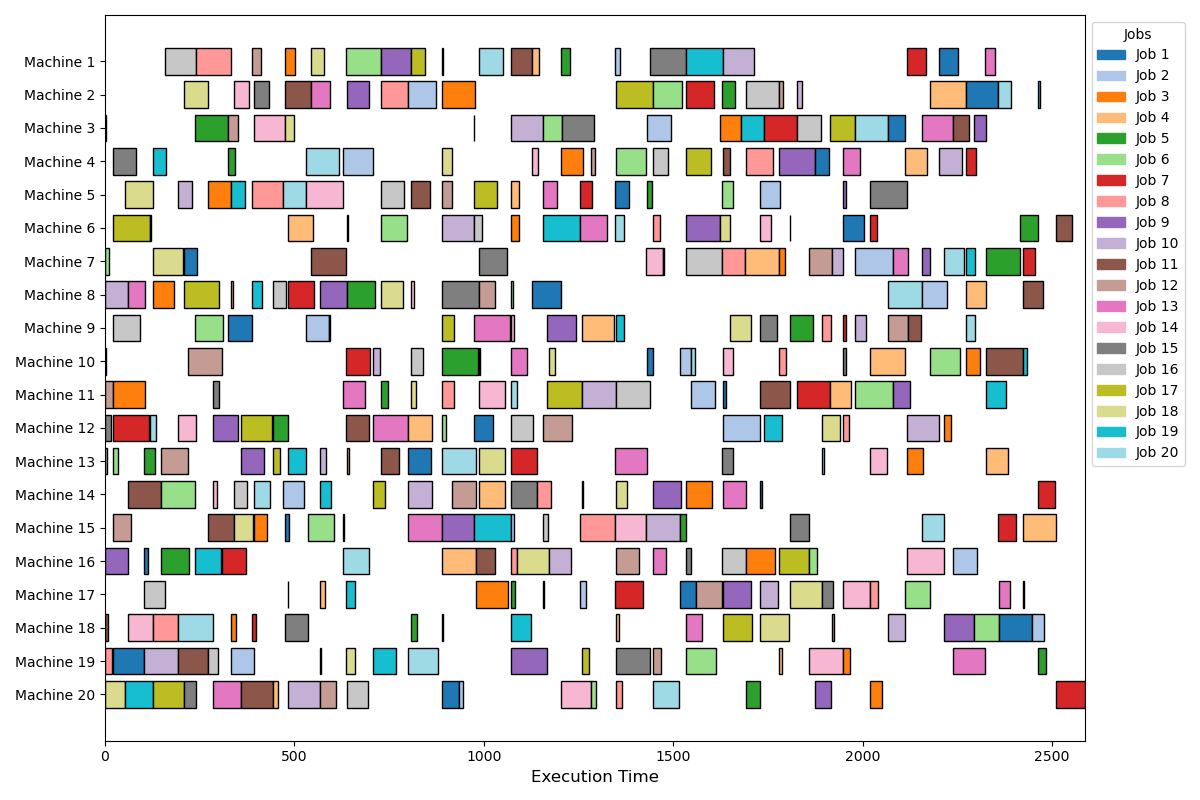 Machine 1
Machine 2
Machine 3
Machine 4
Machine 5
Machine 6
Machine 7
Machine 8
Machine 9
Machine 10
Machine 11
Machine 12
Machine 13
Machine 14
Machine 15
Machine 16
Machine 17
Machine 18
Machine 19
Machine 20
0 500 1000 1500 2000 2500
Execution Time
Jobs
Job 1
Job 2
Job 3
Job 4
Job 5
Job 6
Job 7
Job 8
Job 9
Job 10
Job 11
Job 12
Job 13
Job 14
Job 15
Job 16
Job 17
Job 18
Job 19
Job 20